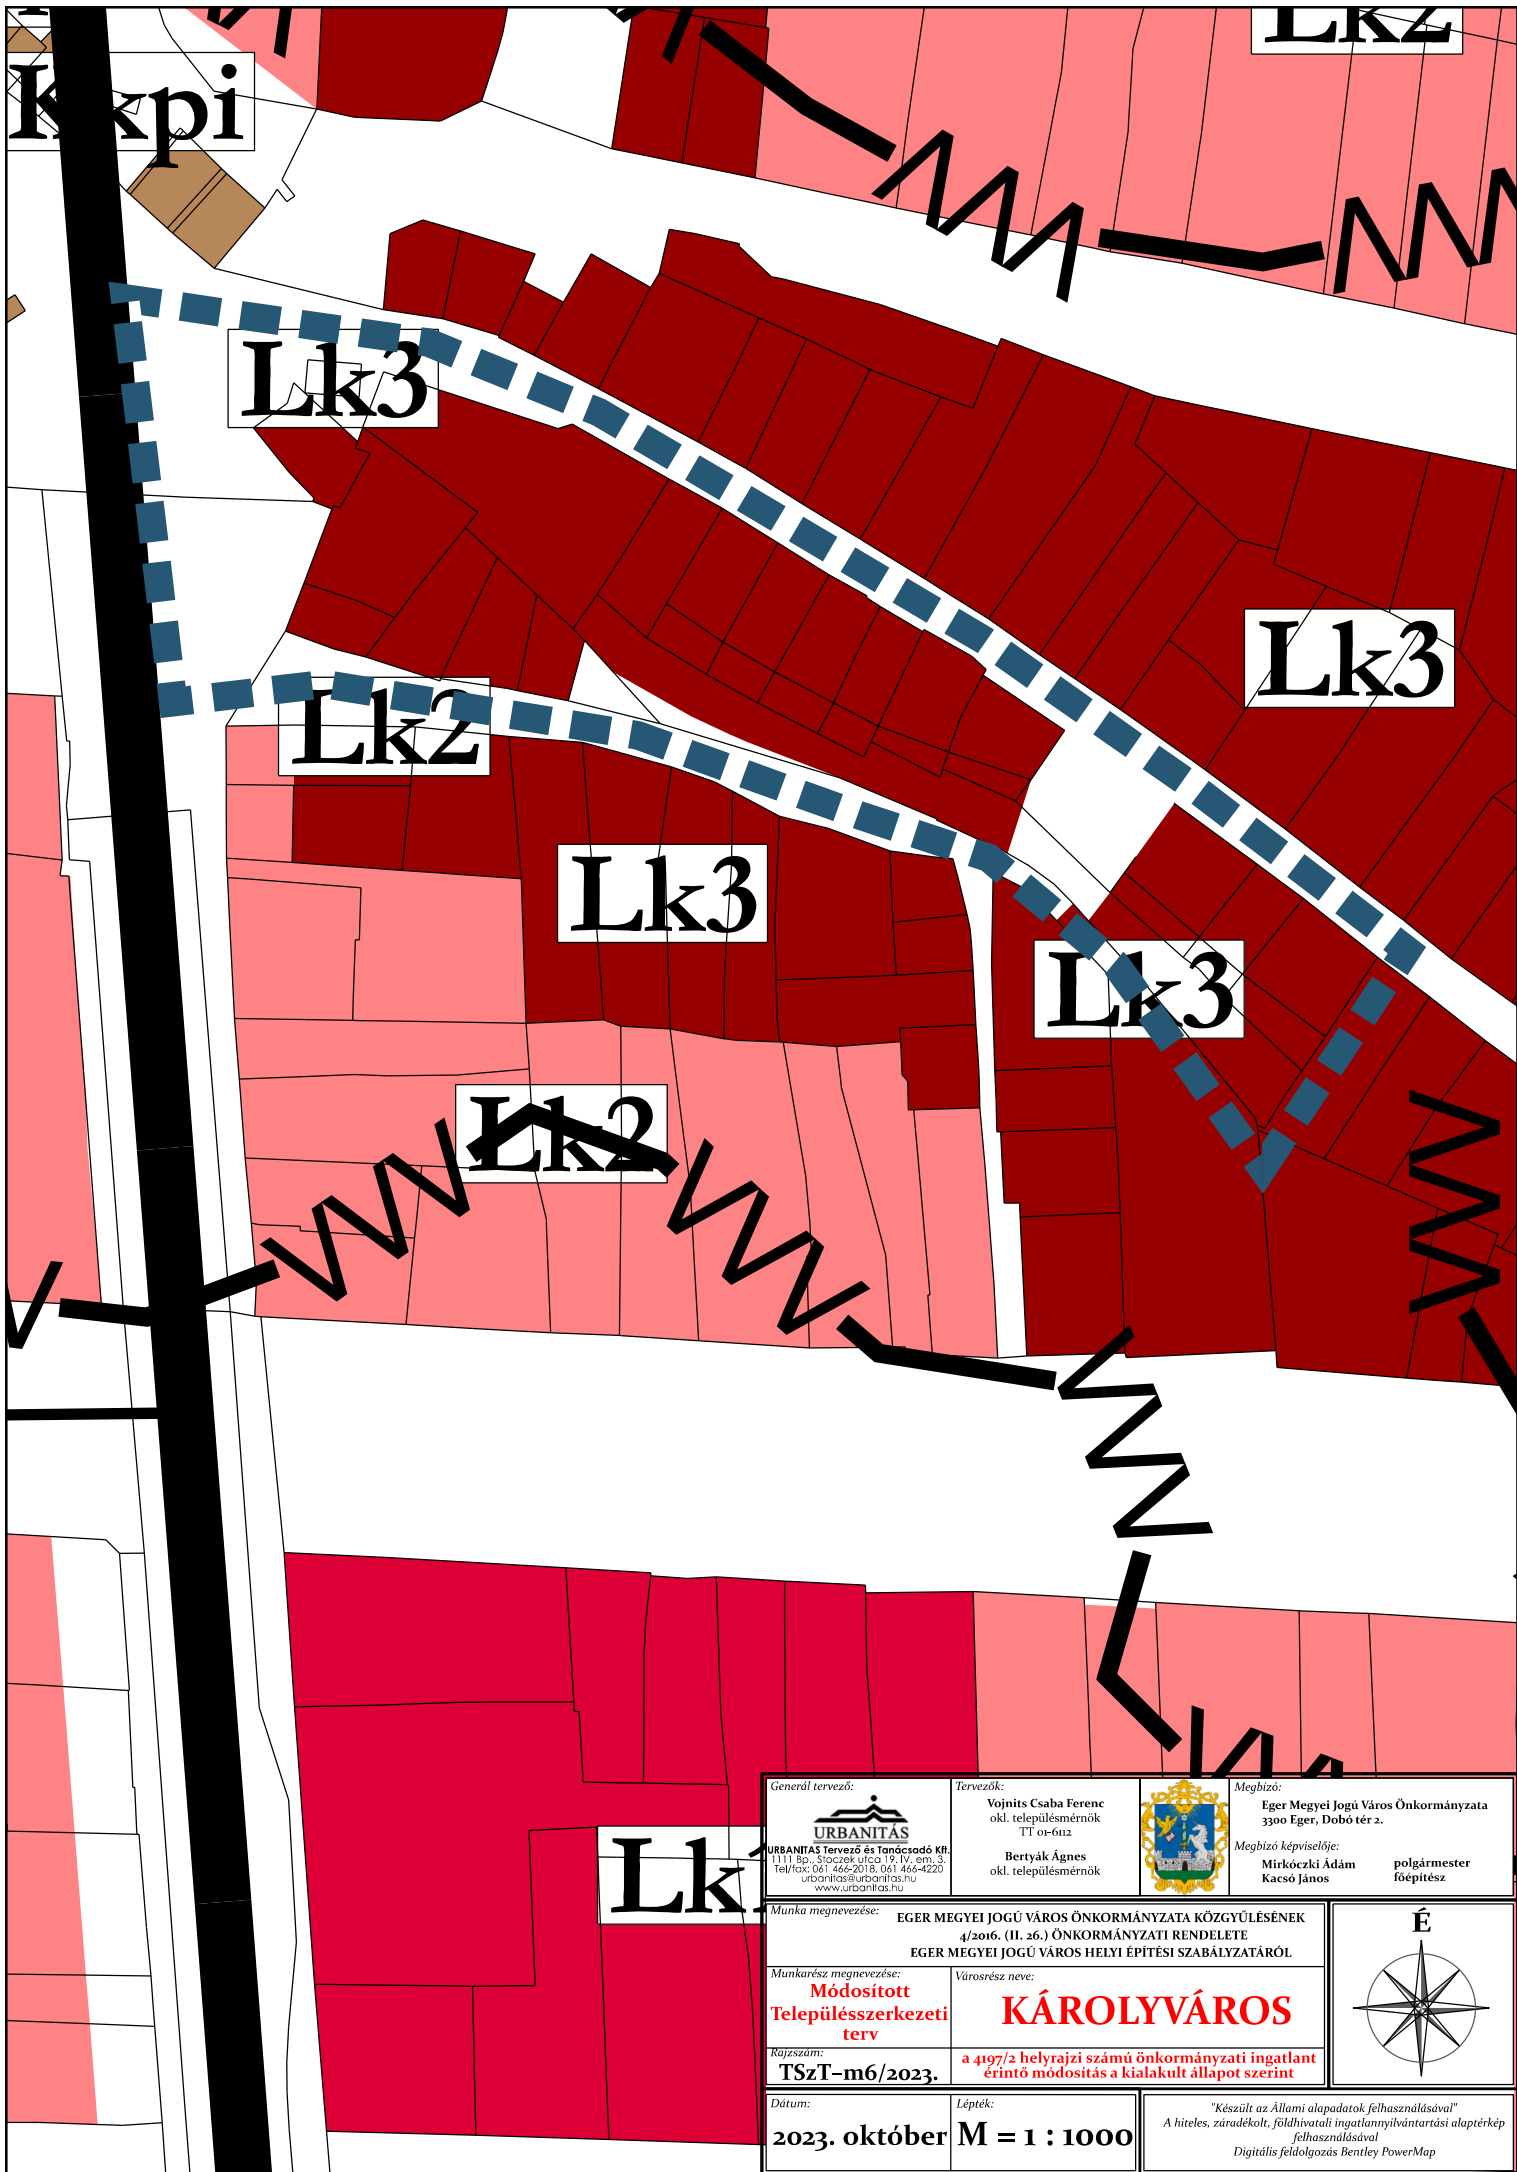 Lk2
Kkpi
Lk3
Lk3
Lk2
Lk3
Lk3
Lk2
Generál tervező:
URBANITÁS
URBANITÁS Tervező és Tanácsadó Kft.
1111 Bp., Stoczek utca 19. IV. em. 3.
Tel/fax: 061 466-2018, 061 466-4220
urbanitas@urbanitas.hu
www.urbanitas.hu
Tervezők:
Vojnits Csaba Ferenc
okl. településmérnök
TT 01-6112
Bertyák Ágnes
okl. településmérnök
Megbízó:
Eger Megyei Jogú Város Önkormányzata
3300 Eger, Dobó tér 2.
Megbízó képviselője:
Mirkóczki Ádám polgármester
Kacsó János főépítész
Munka megnevezése:
EGER MEGYEI JOGÚ VÁROS ÖNKORMÁNYZATA KÖZGYŰLÉSÉNEK
4/2016. (II. 26.) ÖNKORMÁNYZATI RENDELETE
EGER MEGYEI JOGÚ VÁROS HELYI ÉPÍTÉSI SZABÁLYZATÁRÓL
É
Munkarész megnevezése:
Módosított
Településszerkezeti
terv
Városrész neve:
KÁROLYVÁROS
Rajzszám:
TSzT-m6/2023.
a 4197/2 helyrajzi számú önkormányzati ingatlant
érintő módosítás a kialakult állapot szerint
Dátum:
2023. október
Lépték:
M = 1 : 1000
"Készült az Állami alapadatok felhasználásával"
A hiteles, záradékolt, földhivatali ingatlannyilvántartási alaptérkép
felhasználásával
Digitális feldolgozás Bentley PowerMap